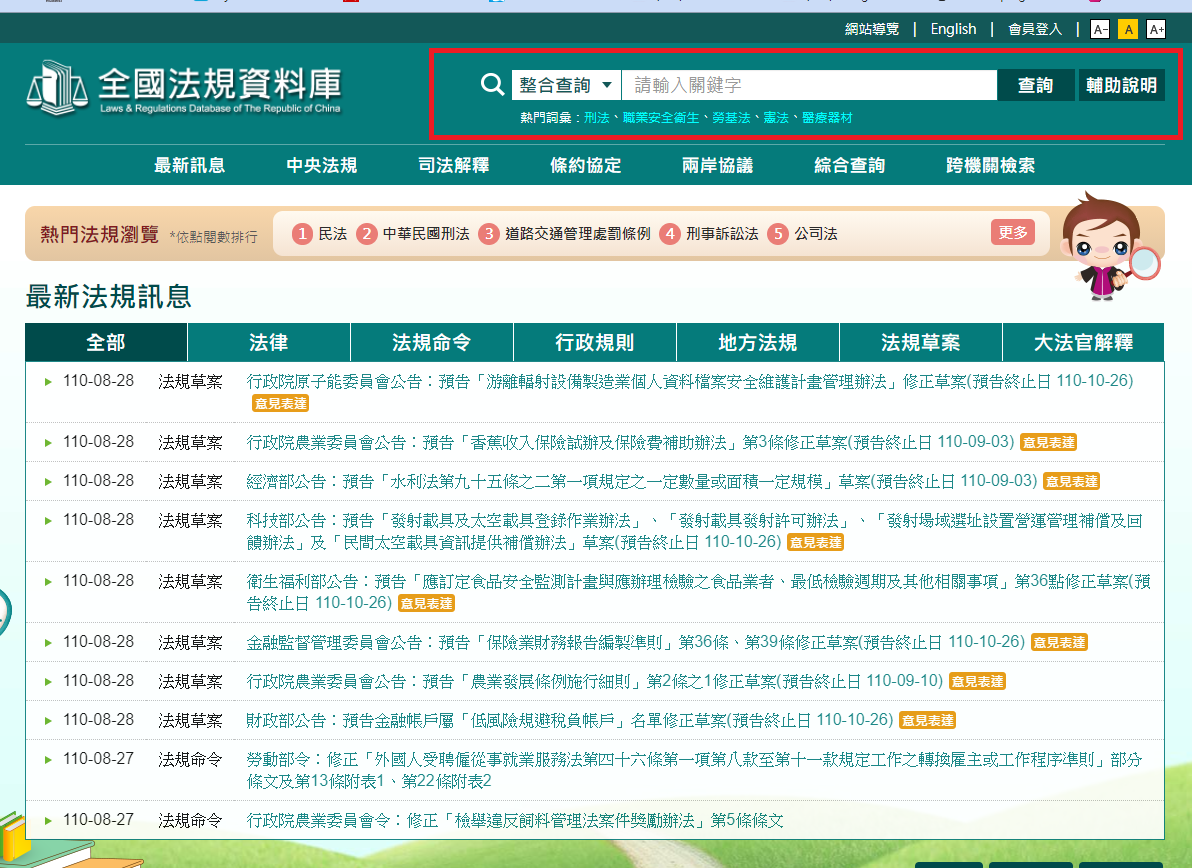 網站導覽 | English | 會員登入 | A- A A+
全國法規資料庫
Laws & Regulations Database of The Republic of China
整合查詢 請輸入關鍵字 查詢 輔助說明
熱門詞彙：刑法、職業安全衛生、勞基法、憲法、醫療器材
最新訊息 中央法規 司法解釋 條約協定 兩岸協議 綜合查詢 跨機關檢索
熱門法規瀏覽 *依點閱數排行 1 民法 2 中華民國刑法 3 道路交通管理處罰條例 4 刑事訴訟法 5 公司法 更多
最新法規訊息
全部 法律 法規命令 行政規則 地方法規 法規草案 大法官解釋
110-08-28 法規草案 行政院原子能委員會公告：預告「游離輻射設備製造業個人資料檔案安全維護計畫管理辦法」修正草案(預告終止日 110-10-26)
意見表達
110-08-28 法規草案 行政院農業委員會公告：預告「香蕉收入保險試辦及保險費補助辦法」第3條修正草案(預告終止日 110-09-03) 意見表達
110-08-28 法規草案 經濟部公告：預告「水利法第九十五條之二第一項規定之一定數量或面積一定規模」草案(預告終止日 110-09-03) 意見表達
110-08-28 法規草案 科技部公告：預告「發射載具及太空載具登錄作業辦法」、「發射載具發射許可辦法」、「發射場域選址設置營運管理補償及回
饋辦法」及「民間太空載具資訊提供補償辦法」草案(預告終止日 110-10-26) 意見表達
110-08-28 法規草案 衛生福利部公告：預告「應訂定食品安全監測計畫與應辦理檢驗之食品業者、最低檢驗週期及其他相關事項」第36點修正草案(預
告終止日 110-10-26) 意見表達
110-08-28 法規草案 金融監督管理委員會公告：預告「保險業財務報告編製準則」第36條、第39條修正草案(預告終止日 110-10-26) 意見表達
110-08-28 法規草案 行政院農業委員會公告：預告「農業發展條例施行細則」第2條之1修正草案(預告終止日 110-09-10) 意見表達
110-08-28 法規草案 財政部公告：預告金融帳戶屬「低風險規避稅負帳戶」名單修正草案(預告終止日 110-10-26) 意見表達
110-08-27 法規命令 勞動部令：修正「外國人受聘僱從事就業服務法第四十六條第一項第八款至第十一款規定工作之轉換雇主或工作程序準則」部分
條文及第13條附表1、第22條附表2
110-08-27 法規命令 行政院農業委員會令：修正「檢舉違反飼料管理法案件獎勵辦法」第5條條文